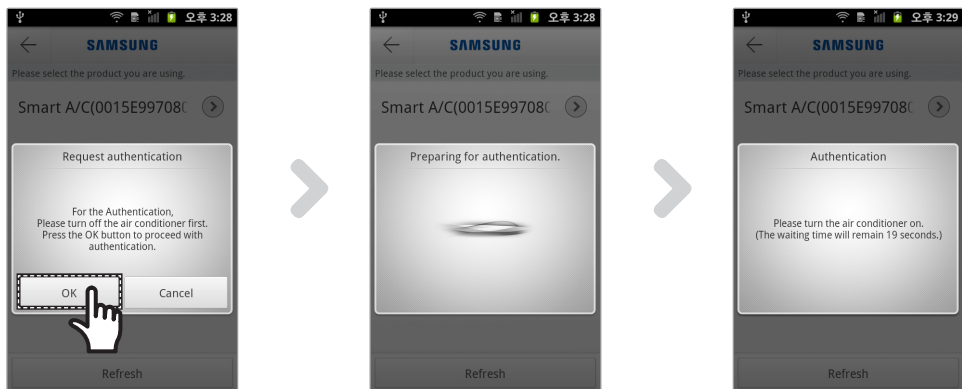 오후 3:28
SAMSUNG
Please select the product you are using.
Smart A/C(0015E99708
Request authentication
For the Authentication,
Please turn off the air conditioner first.
Press the OK button to proceed with
authentication.
OK
Cancel
Refresh
오후 3:28
SAMSUNG
Please select the product you are using.
Smart A/C(0015E99708
Preparing for authentication.
Refresh
오후 3:29
SAMSUNG
Please select the product you are using.
Smart A/C(0015E99708
Authentication
Please turn the air conditioner on.
(The waiting time will remain 19 seconds.)
Refresh